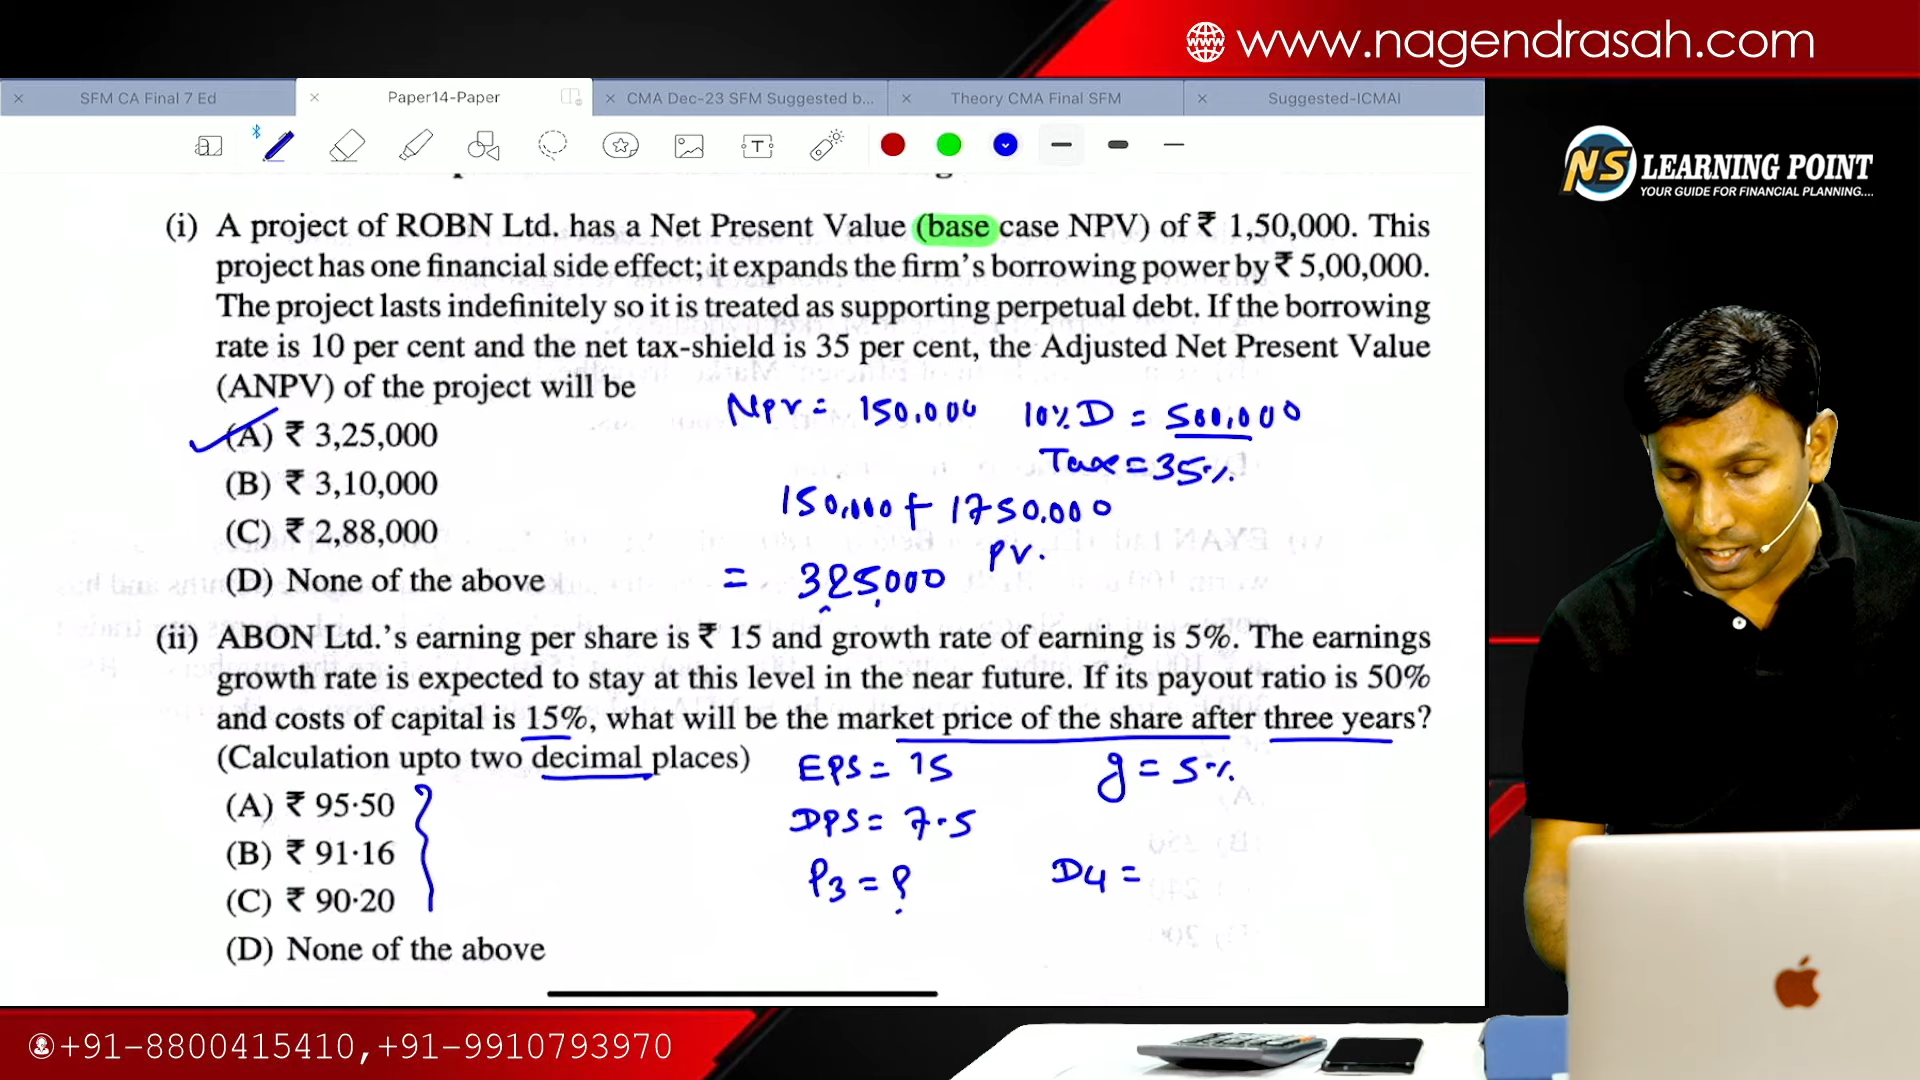 www.nagendrasah.com
SFM CA Final 7 Ed
Paper14-Paper
CMA Dec-23 SFM Suggested b...
Theory CMA Final SFM
Suggested-ICMAI
NS LEARNING POINT
YOUR GUIDE FOR FINANCIAL PLANNING....
(i) A project of ROBN Ltd. has a Net Present Value (base case NPV) of ₹ 1,50,000. This
project has one financial side effect; it expands the firm's borrowing power by ₹ 5,00,000.
The project lasts indefinitely so it is treated as supporting perpetual debt. If the borrowing
rate is 10 per cent and the net tax-shield is 35 per cent, the Adjusted Net Present Value
(ANPV) of the project will be
NPV = 150,000 10% D = 500,000
Tax = 35%
(A) ₹ 3,25,000
(B) ₹ 3,10,000
150,000 + 1750,000
(C) ₹ 2,88,000
PV.
(D) None of the above
= 325,000
(ii) ABON Ltd.'s earning per share is ₹ 15 and growth rate of earning is 5%. The earnings
growth rate is expected to stay at this level in the near future. If its payout ratio is 50%
and costs of capital is 15%, what will be the market price of the share after three years?
(Calculation upto two decimal places)
EPS = 15 g = 5%
(A) ₹ 95·50
DPS = 7.5
(B) ₹ 91·16
P3 = ? D4 =
(C) ₹ 90·20
(D) None of the above
+91-8800415410,+91-9910793970